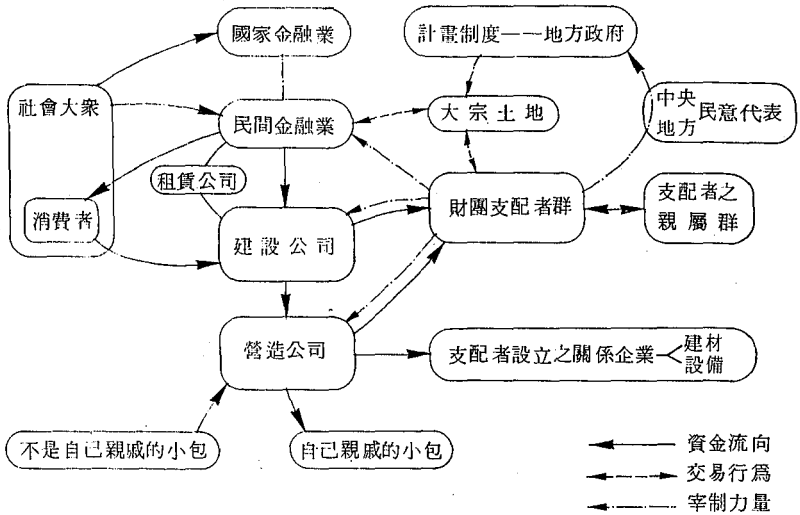 國家金融業
計畫制度——地方政府
社會大衆
民間金融業
大宗土地
中央
地方
民意代表
租賃公司
消費者
建設公司
財團支配者群
支配者之
親屬群
營造公司
支配者設立之關係企業
建材
設備
不是自己親戚的小包
自己親戚的小包
資金流向
交易行爲
宰制力量